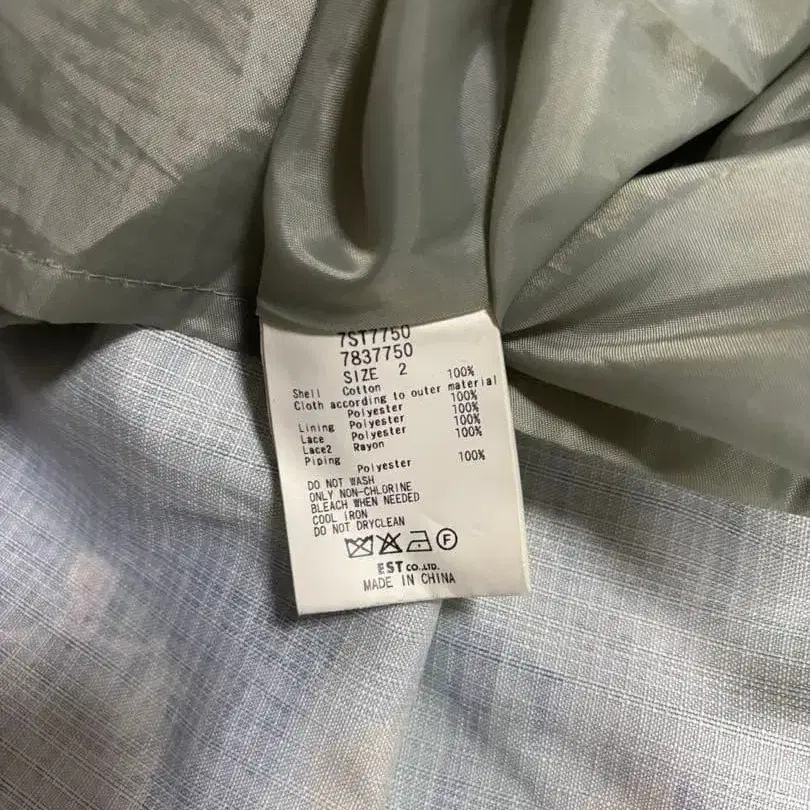 7ST7750
7837750
SIZE 2
Shell Cotton 100%
Cloth according to outer material
Polyester 100%
Lining Polyester 100%
Lace Polyester 100%
Lace2 Rayon 100%
Piping
Polyester 100%
DO NOT WASH
ONLY NON-CHLORINE
BLEACH WHEN NEEDED
COOL IRON
DO NOT DRYCLEAN
F
EST CO.,LTD.
MADE IN CHINA